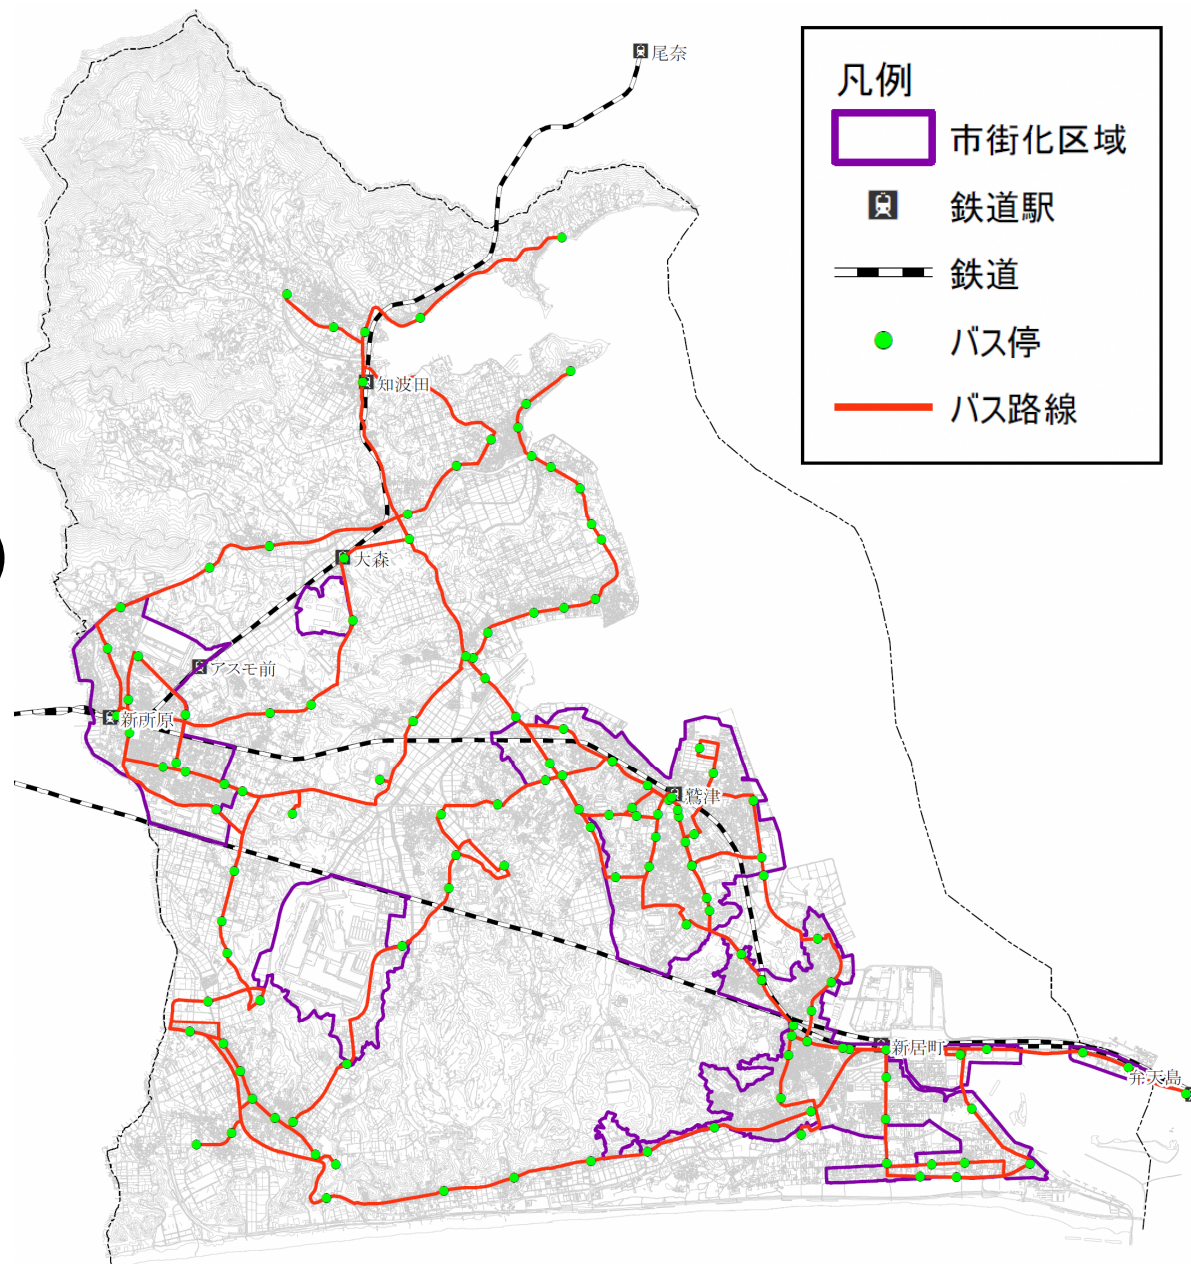 尾奈
凡例
市街化区域
鉄道駅
鉄道
バス停
バス路線
知波田
大森
アスモ前
新所原
鷲津
新居町
弁天島